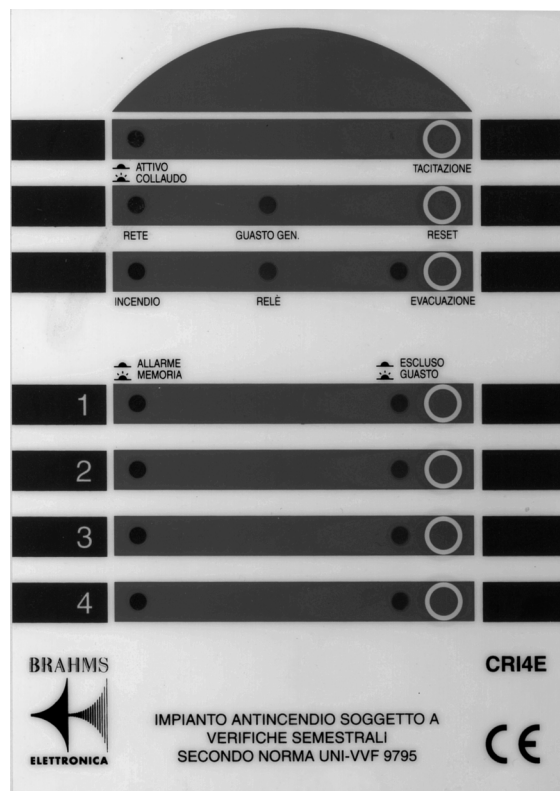 ATTIVO
COLLAUDO
TACITAZIONE
RETE
GUASTO GEN.
RESET
INCENDIO
RELÈ
EVACUAZIONE
ALLARME
MEMORIA
ESCLUSO
GUASTO
1
2
3
4
BRAHMS
ELETTRONICA
CRI4E
IMPIANTO ANTINCENDIO SOGGETTO A
VERIFICHE SEMESTRALI
SECONDO NORMA UNI-VVF 9795
CE